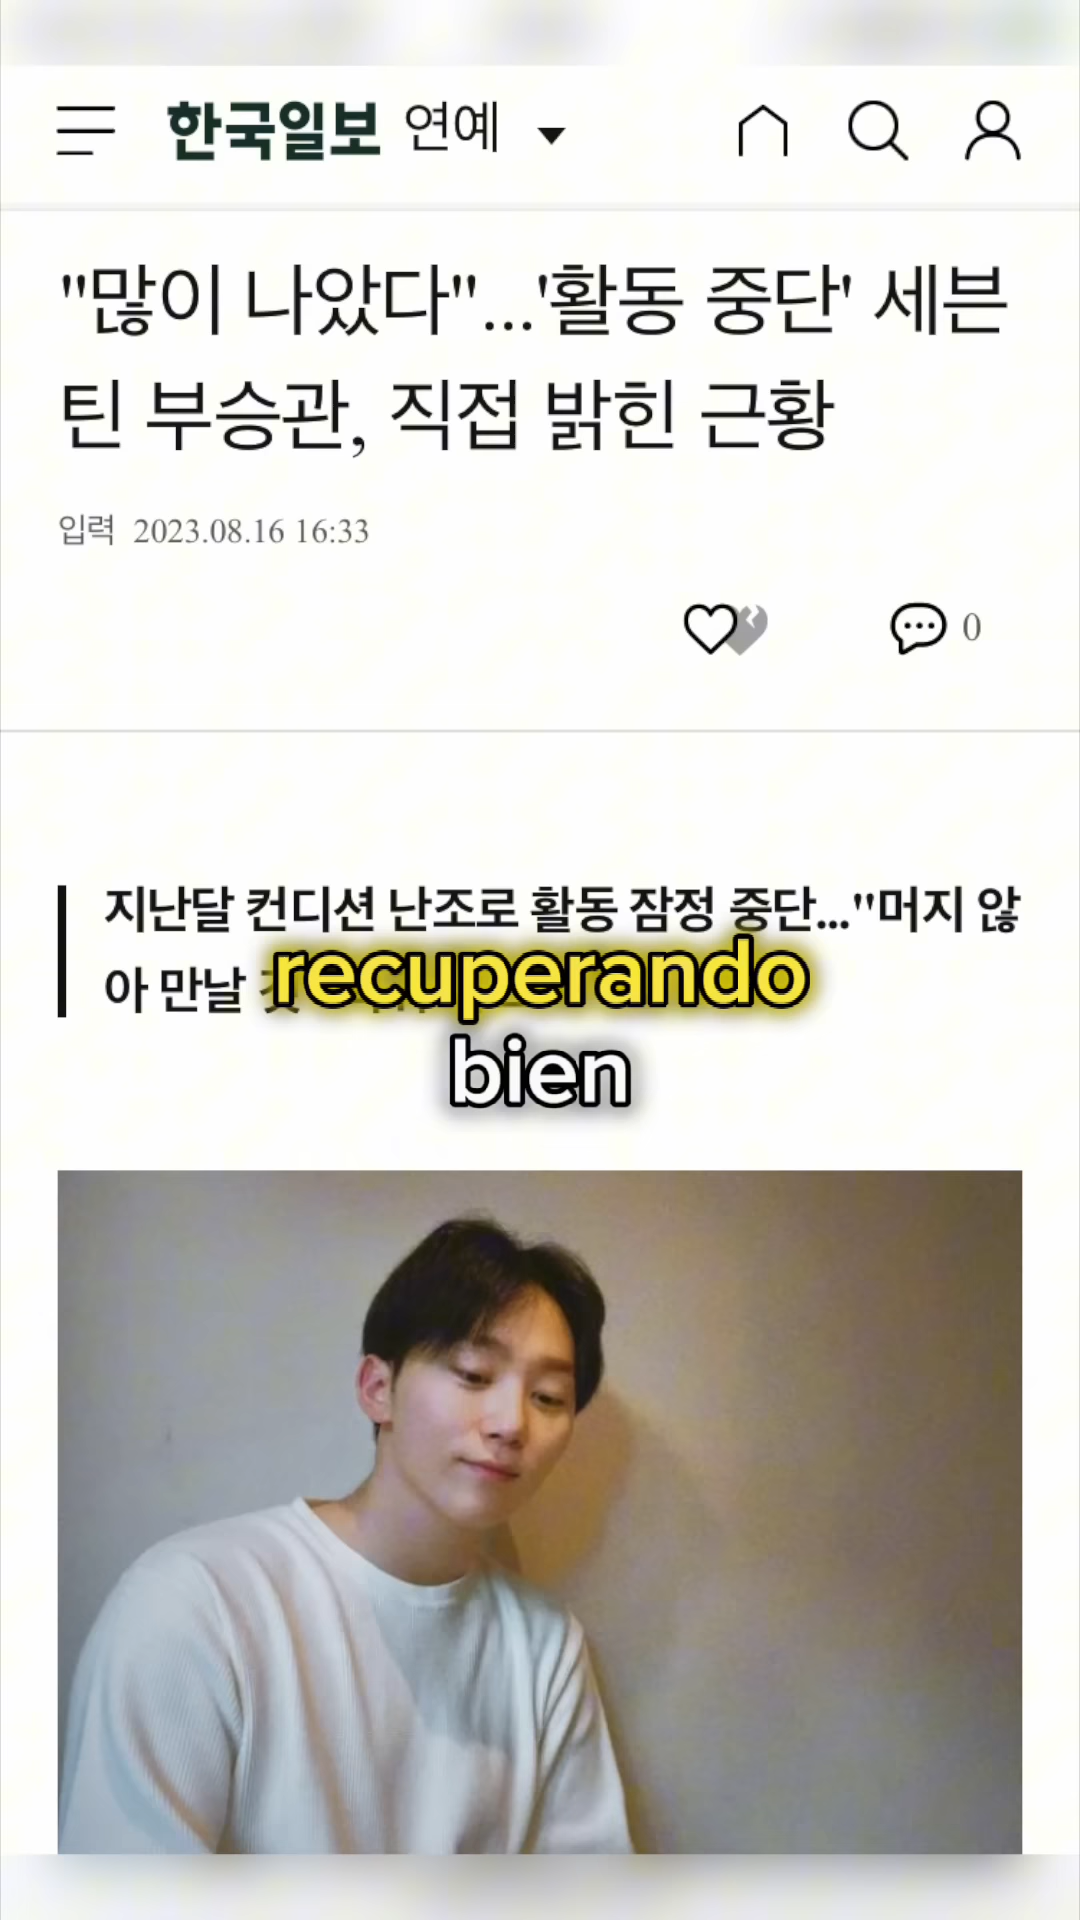 한국일보 연예
"많이 나았다"...'활동 중단' 세븐
틴 부승관, 직접 밝힌 근황
입력 2023.08.16 16:33
0
지난달 컨디션 난조로 활동 잠정 중단..."머지 않
아 만날
recuperando
bien